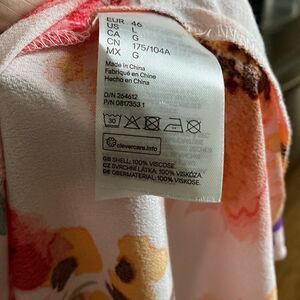 EUR 46
US L
CA G
CN 175/104A
MX G
Made in China
Fabriqué en Chine
Hecho en China
O/N 264612
P/N 0817353 1
30
clevercare.info
GB SHELL: 100% VISCOSE
CZ SVRCHNÍ LÁTKA: 100% VISKÓZA
DE OBERMATERIAL: 100% VISKOSE